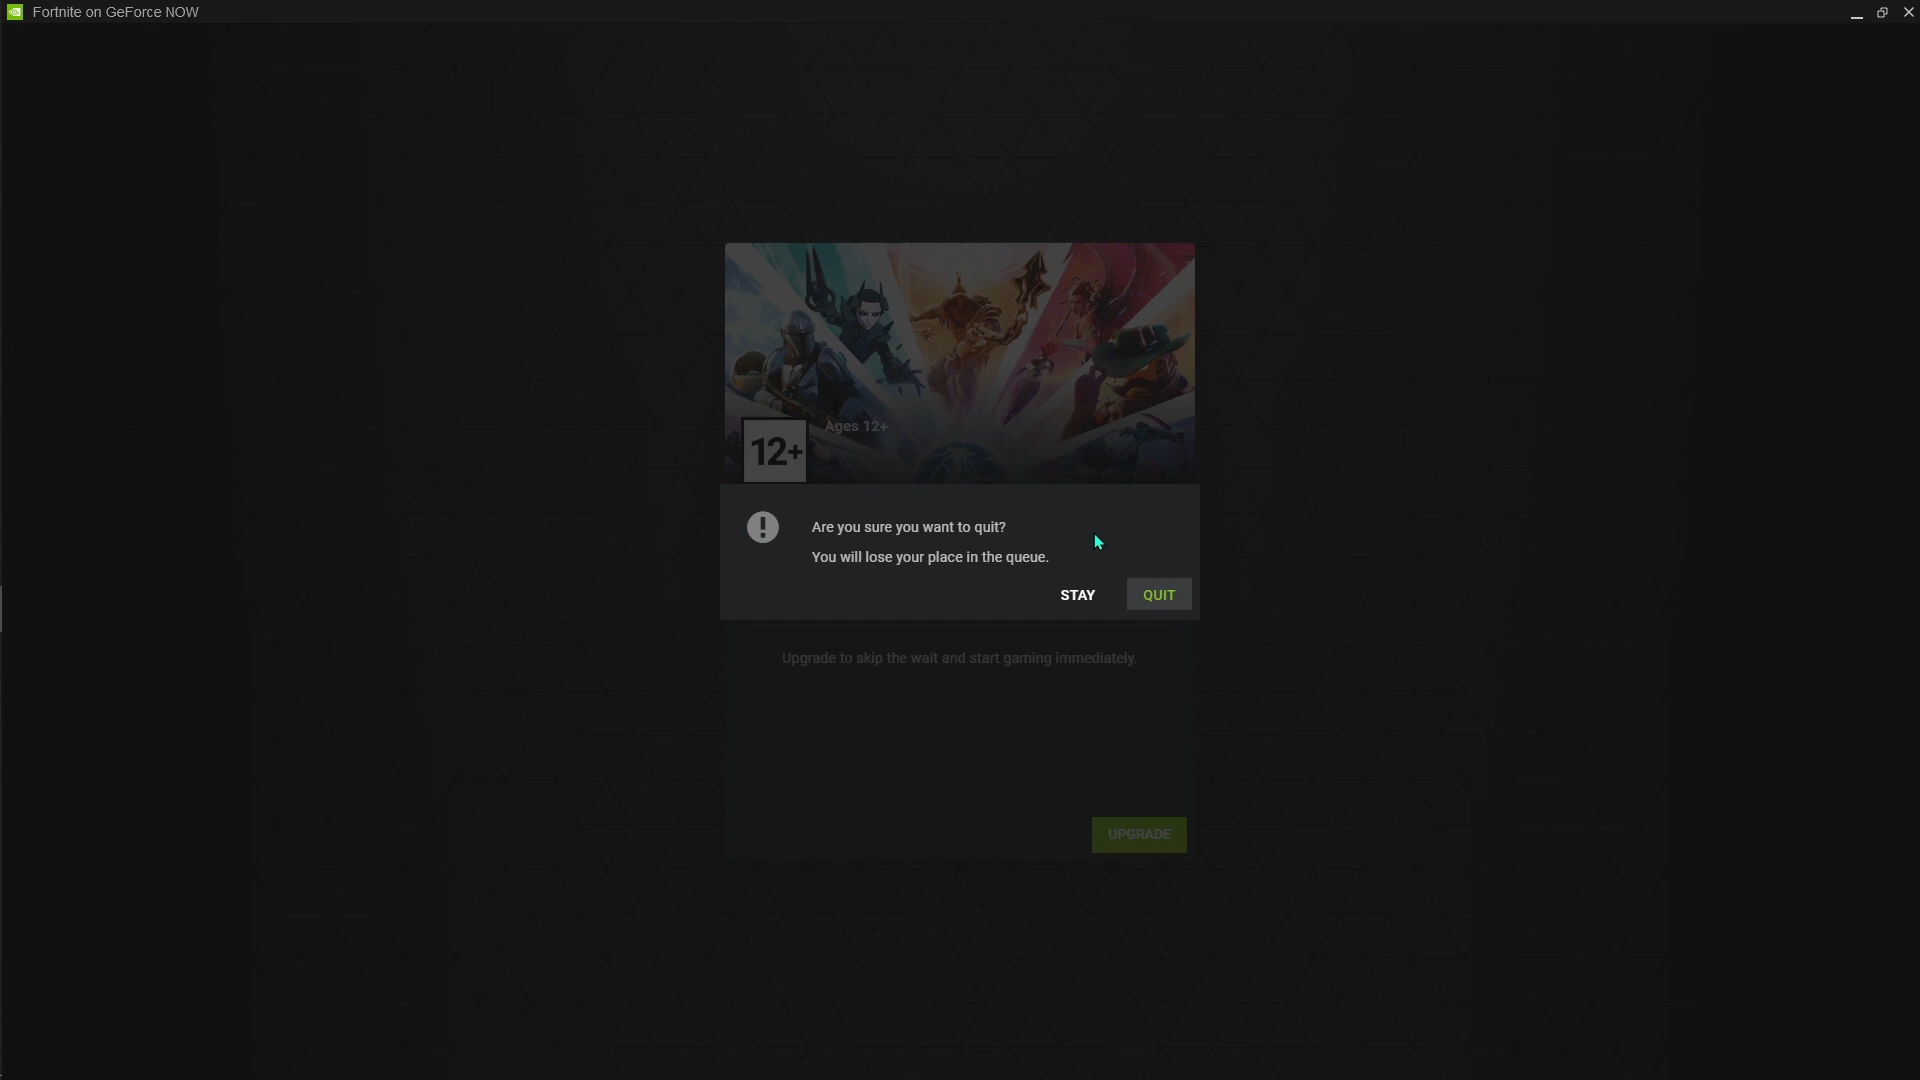 Fortnite on GeForce NOW
Ages 12+
12+
Are you sure you want to quit?
You will lose your place in the queue.
STAY
QUIT
Upgrade to skip the wait and start gaming immediately.
UPGRADE